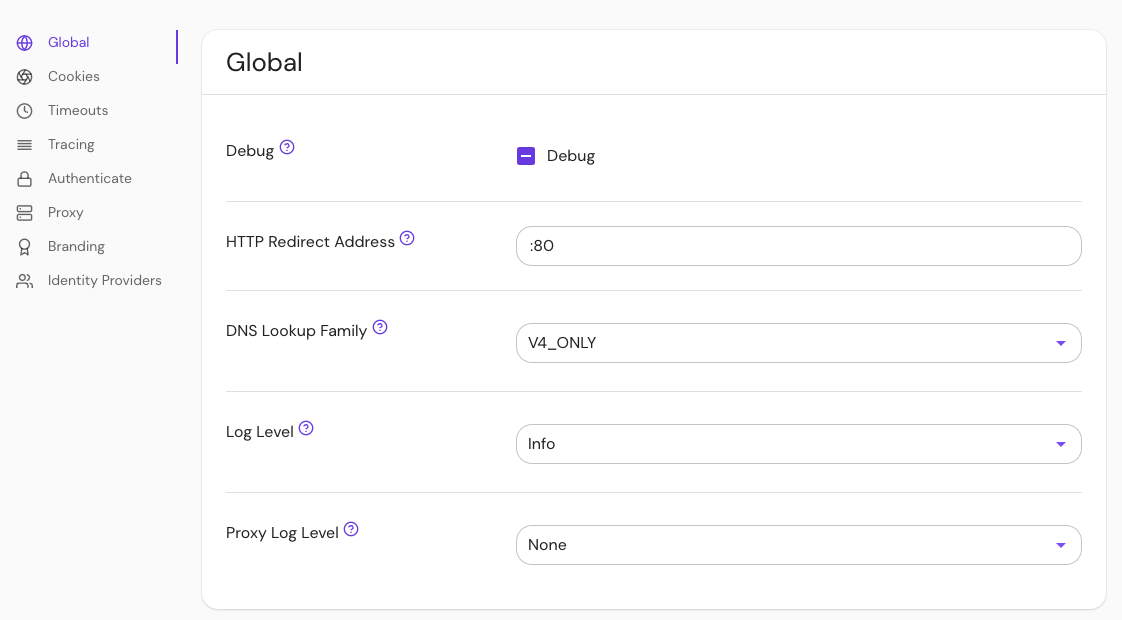 Global
Cookies
Timeouts
Tracing
Authenticate
Proxy
Branding
Identity Providers
Global
Debug
Debug
HTTP Redirect Address
:80
DNS Lookup Family
V4_ONLY
Log Level
Info
Proxy Log Level
None